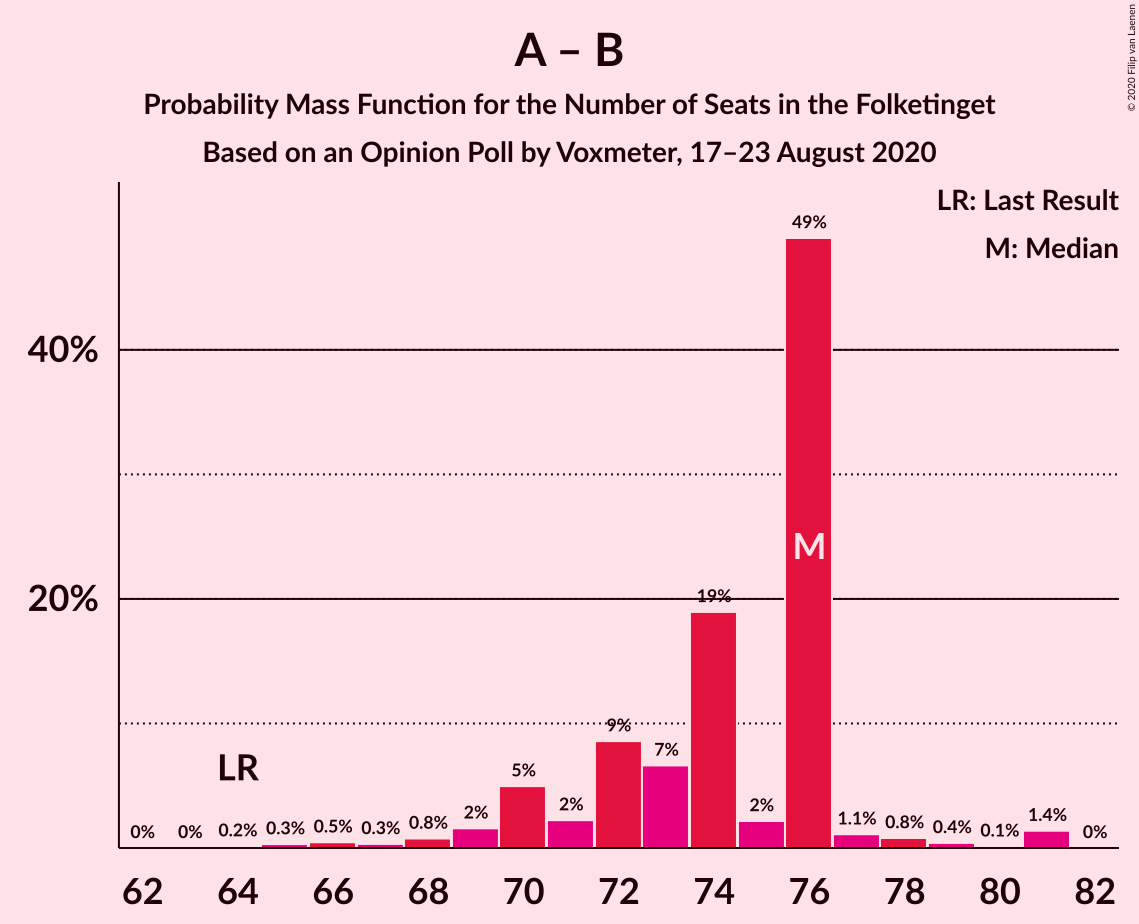 A – B
Probability Mass Function for the Number of Seats in the Folketinget
Based on an Opinion Poll by Voxmeter, 17–23 August 2020
© 2020 Filip van Laenen
LR: Last Result
M: Median
49%
40%
M
20%
19%
9%
7%
LR
5%
2%
2%
2%
0% 0% 0.2% 0.3% 0.5% 0.3% 0.8% 1.1% 0.8% 0.4% 0.1% 1.4% 0%
62 64 66 68 70 72 74 76 78 80 82